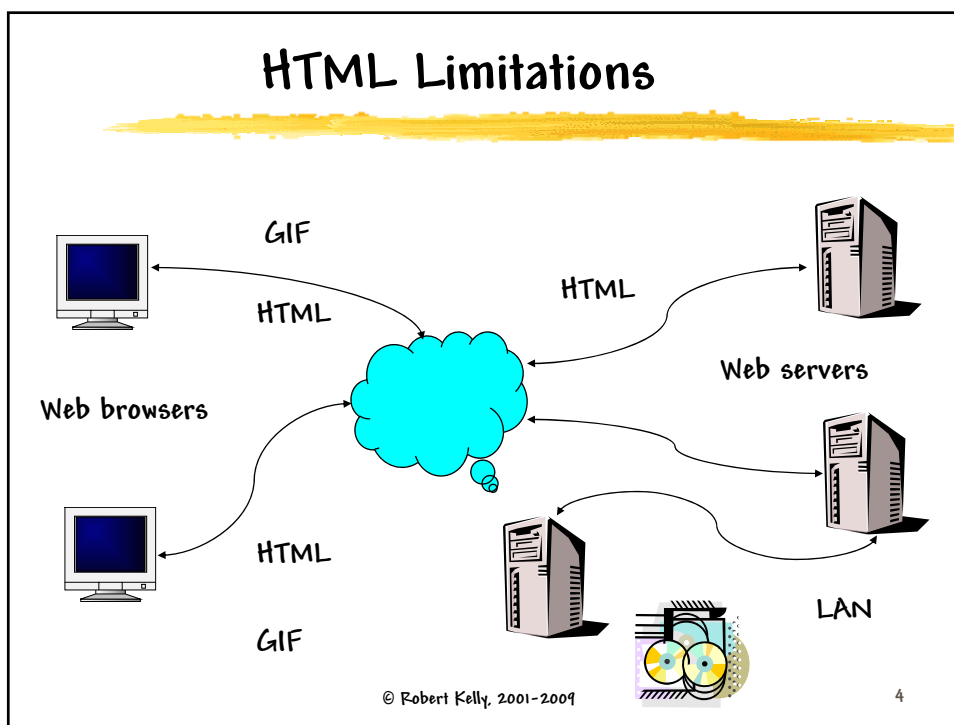 HTML Limitations
GIF
HTML
HTML
Web servers
Web browsers
HTML
LAN
GIF
© Robert Kelly, 2001-2009
4